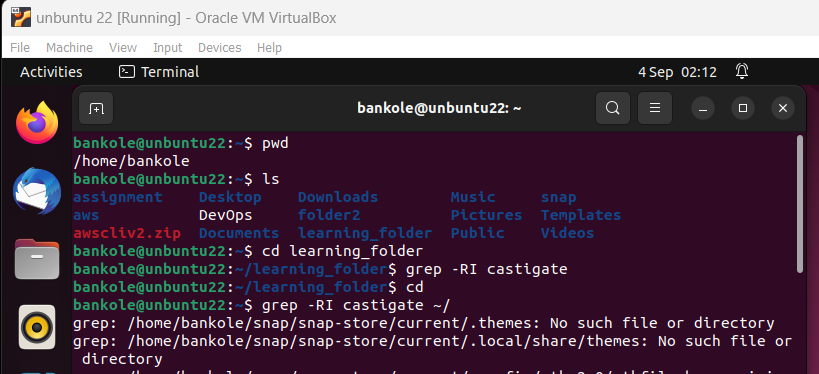 unbuntu 22 [Running] - Oracle VM VirtualBox
File Machine View Input Devices Help
Activities Terminal 4 Sep 02:12
bankole@unbuntu22: ~
bankole@unbuntu22:~$ pwd
/home/bankole
bankole@unbuntu22:~$ ls
assignment Desktop Downloads Music snap
aws DevOps folder2 Pictures Templates
awscliv2.zip Documents learning_folder Public Videos
bankole@unbuntu22:~$ cd learning_folder
bankole@unbuntu22:~/learning_folder$ grep -RI castigate
bankole@unbuntu22:~/learning_folder$ cd
bankole@unbuntu22:~$ grep -RI castigate ~/
grep: /home/bankole/snap/snap-store/current/.themes: No such file or directory
grep: /home/bankole/snap/snap-store/current/.local/share/themes: No such file or
directory